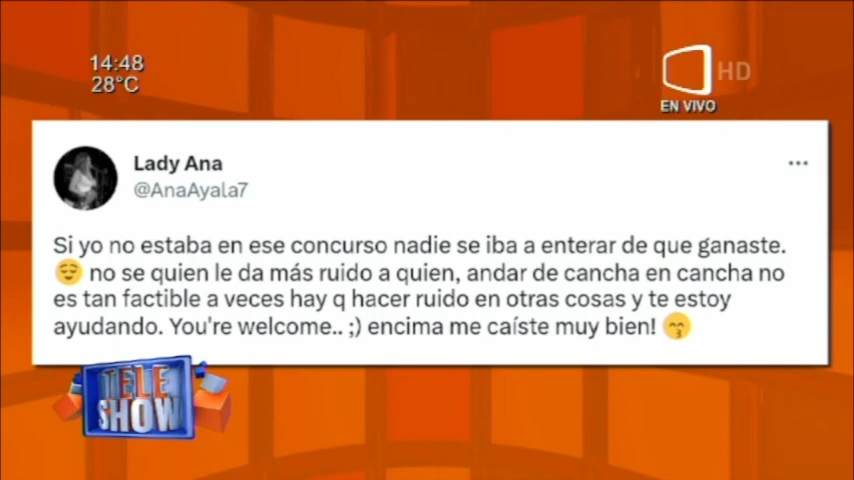 14:48
28°C
HD
EN VIVO
Lady Ana
@AnaAyala7
Si yo no estaba en ese concurso nadie se iba a enterar de que ganaste.
😌 no se quien le da más ruido a quien, andar de cancha en cancha no
es tan factible a veces hay q hacer ruido en otras cosas y te estoy
ayudando. You're welcome.. ;) encima me caíste muy bien! 😙
TELE
SHOW